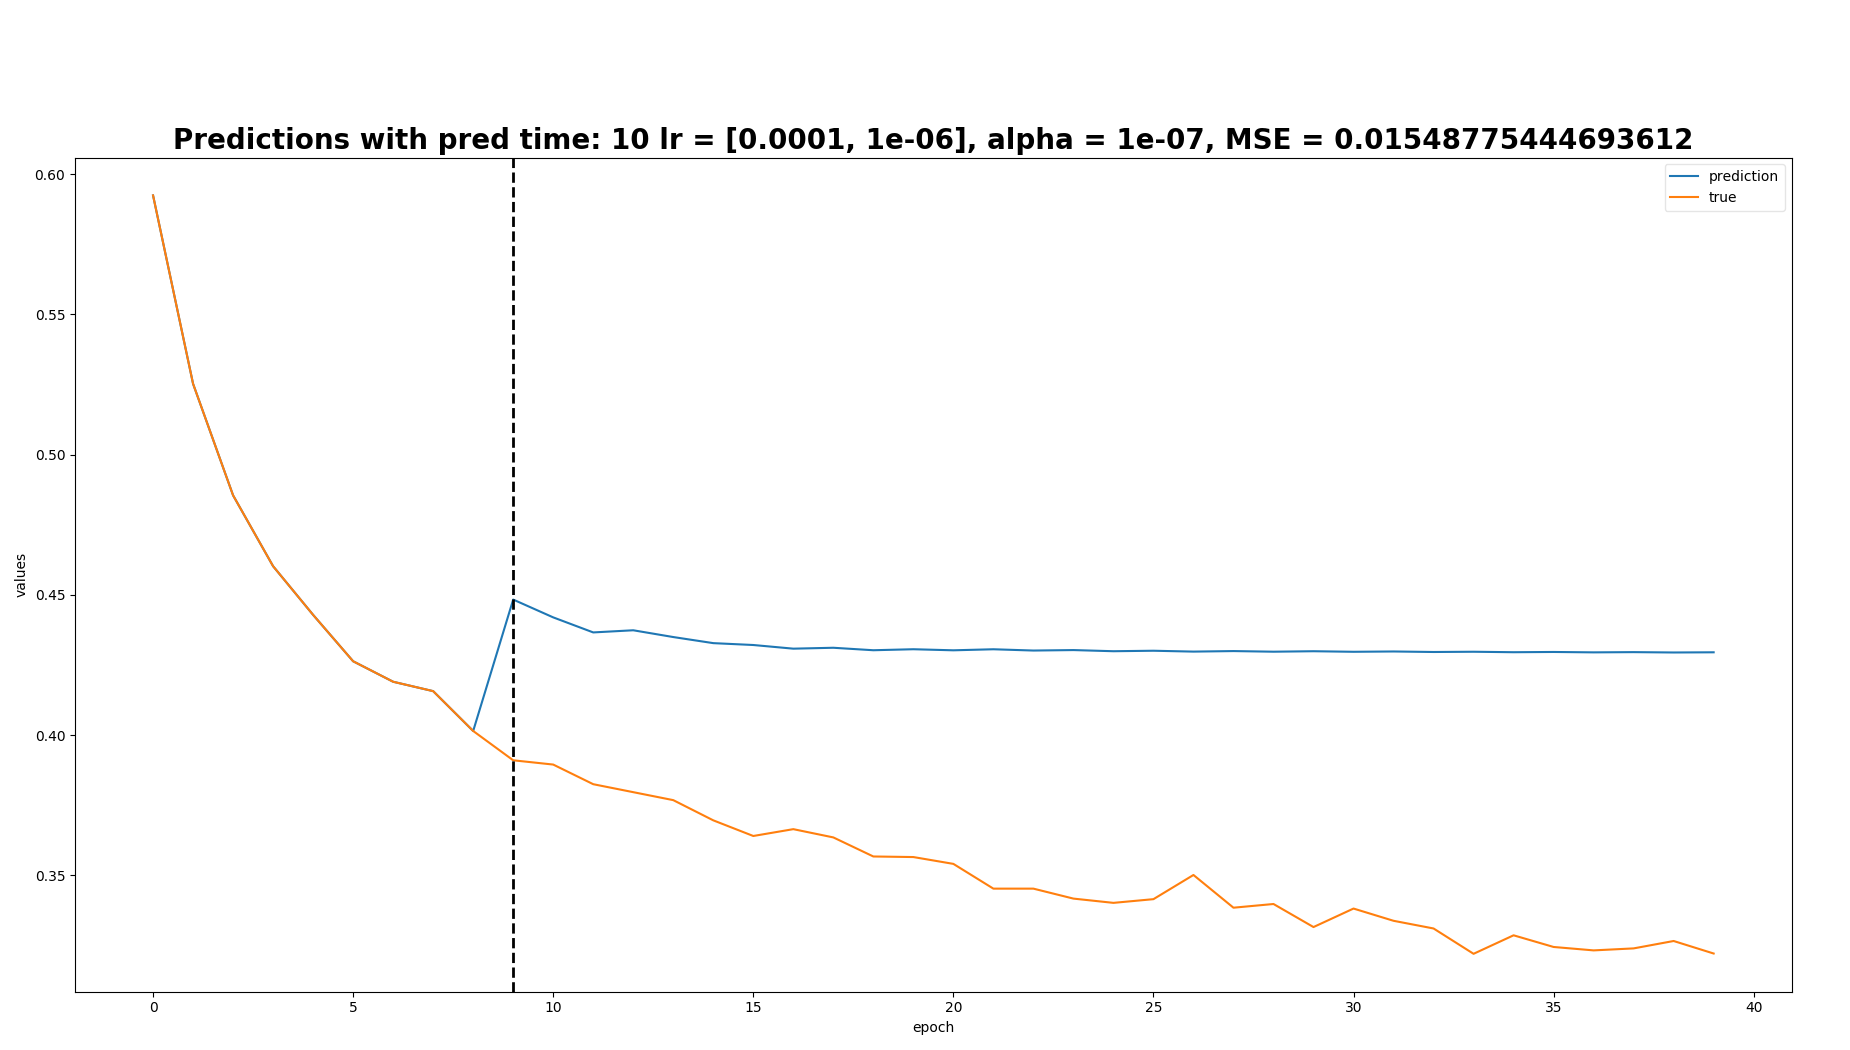 Predictions with pred time: 10 lr = [0.0001, 1e-06], alpha = 1e-07, MSE = 0.01548775444693612
prediction
true
0.60
0.55
0.50
0.45
0.40
0.35
values
0 5 10 15 20 25 30 35 40
epoch